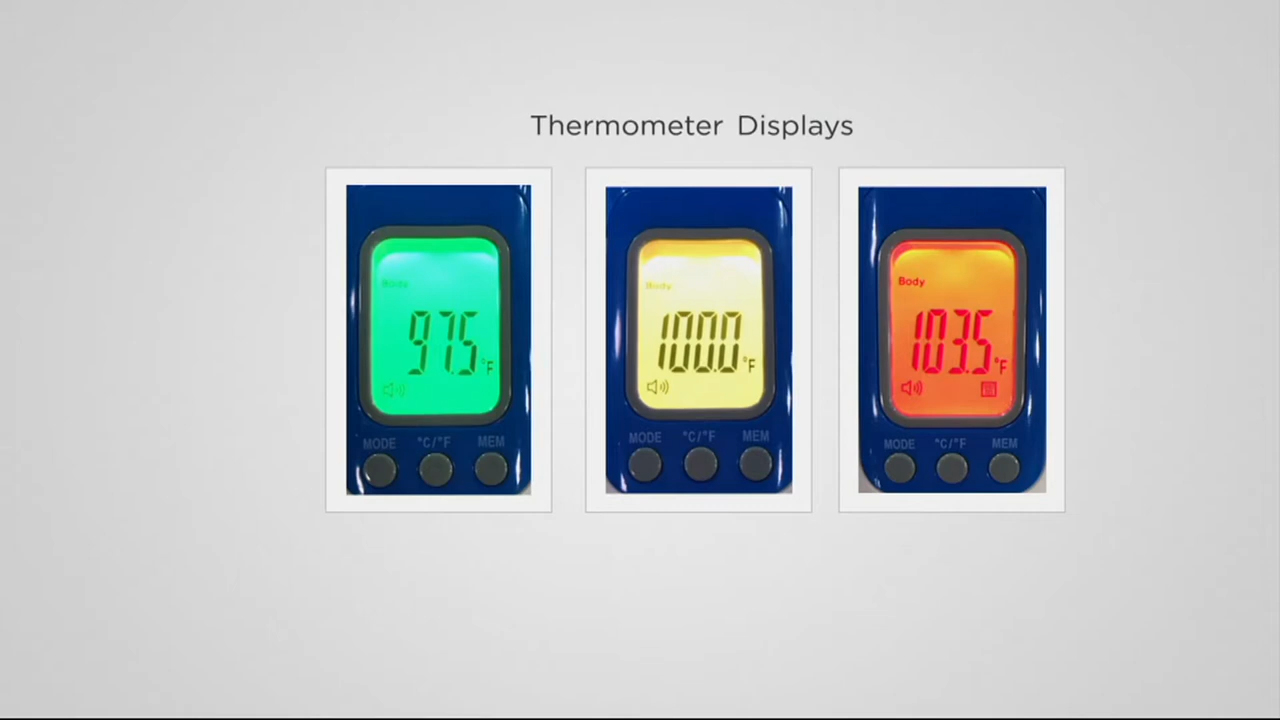 Thermometer Displays
Body
97.5 °F
MODE °C/°F MEM
Body
100.0 °F
MODE °C/°F MEM
Body
103.5 °F
MODE °C/°F MEM